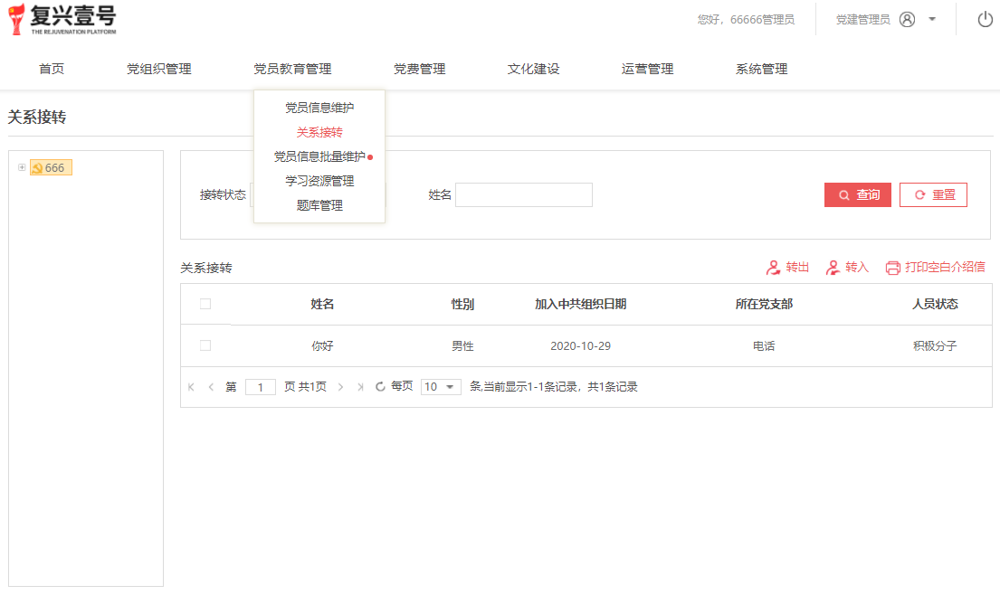 复兴壹号
THE REJUVENATION PLATFORM
您好，66666管理员
党建管理员
首页 党组织管理 党员教育管理 党费管理 文化建设 运营管理 系统管理
党员信息维护
关系接转
党员信息批量维护
学习资源管理
题库管理
关系接转
666
接转状态 姓名 查询 重置
关系接转 转出 转入 打印空白介绍信
姓名 性别 加入中共组织日期 所在党支部 人员状态
你好 男性 2020-10-29 电话 积极分子
第 1 页 共1页 每页 10 条,当前显示1-1条记录，共1条记录